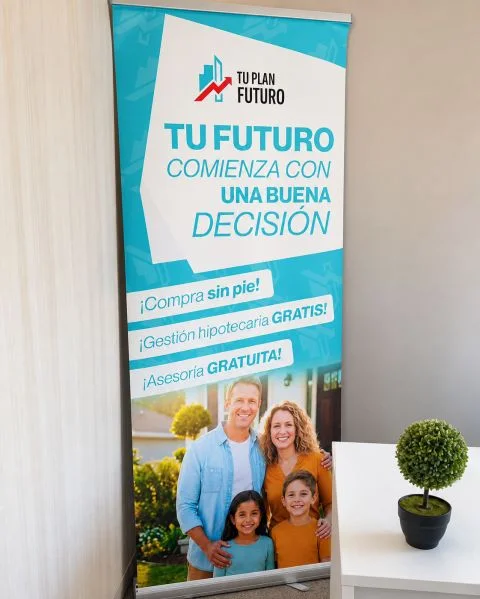 TU PLAN
FUTURO
TU FUTURO
COMIENZA CON
UNA BUENA
DECISIÓN
¡Compra sin pie!
¡Gestión hipotecaria GRATIS!
¡Asesoría GRATUITA!